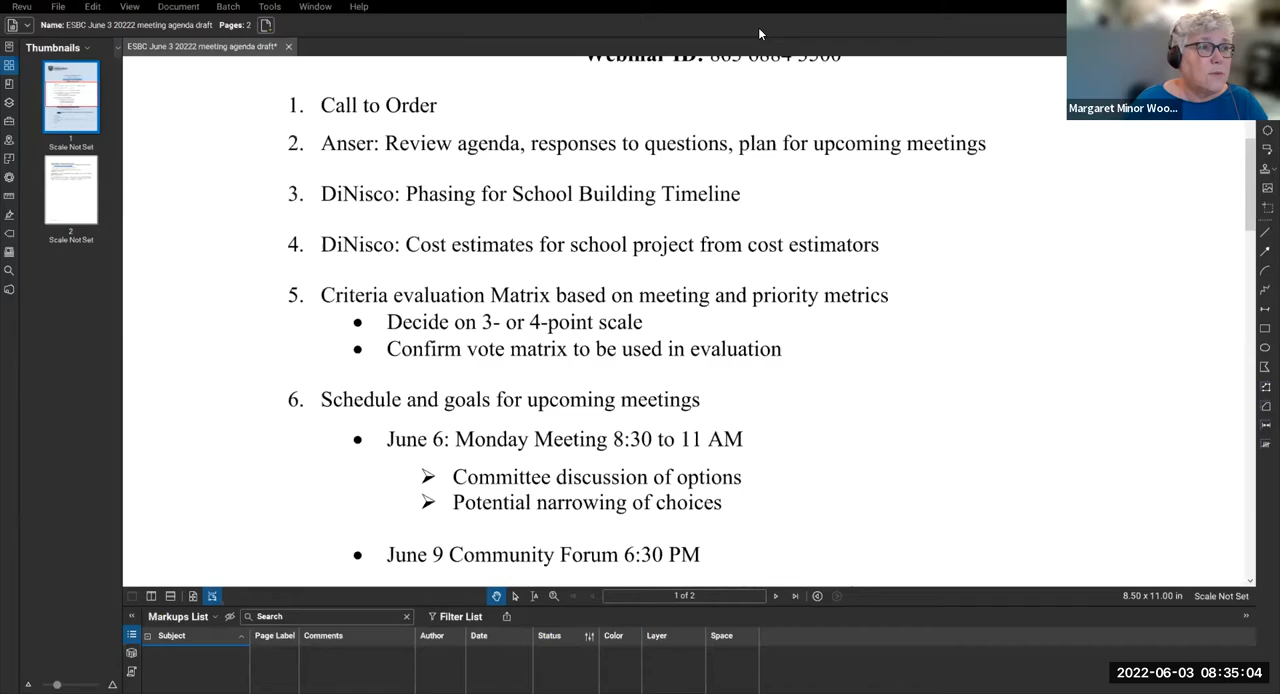 Revu File Edit View Document Batch Tools Window Help
Name: ESBC June 3 20222 meeting agenda draft Pages: 2
Thumbnails
ESBC June 3 20222 meeting agenda draft*
Webinar ID: 865 0884 3500
1. Call to Order
2. Anser: Review agenda, responses to questions, plan for upcoming meetings
3. DiNisco: Phasing for School Building Timeline
4. DiNisco: Cost estimates for school project from cost estimators
5. Criteria evaluation Matrix based on meeting and priority metrics
• Decide on 3- or 4-point scale
• Confirm vote matrix to be used in evaluation
6. Schedule and goals for upcoming meetings
• June 6: Monday Meeting 8:30 to 11 AM
➢ Committee discussion of options
➢ Potential narrowing of choices
• June 9 Community Forum 6:30 PM
1
Scale Not Set
2
Scale Not Set
Margaret Minor Woo...
1 of 2
8.50 x 11.00 in Scale Not Set
Markups List Search Filter List
Subject Page Label Comments Author Date Status Color Layer Space
2022-06-03 08:35:04